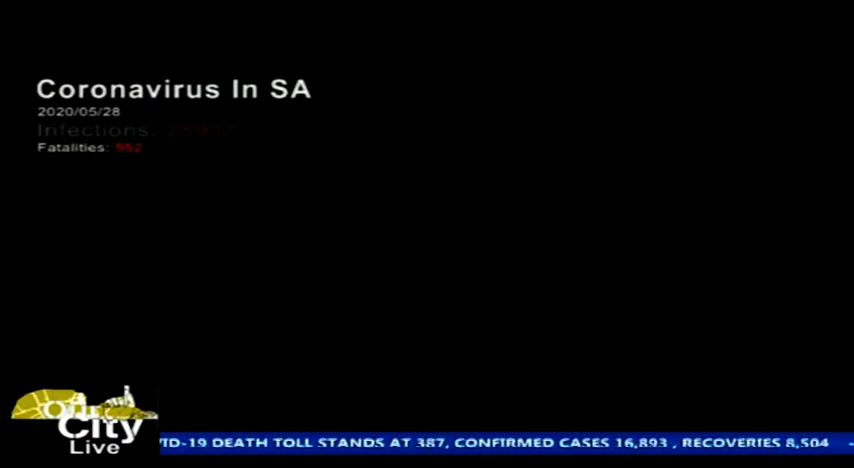 Coronavirus In SA
2020/05/28
Infections:
Fatalities: 552
Our
City
Live
VID-19 DEATH TOLL STANDS AT 387, CONFIRMED CASES 16,893 , RECOVERIES 8,504 -